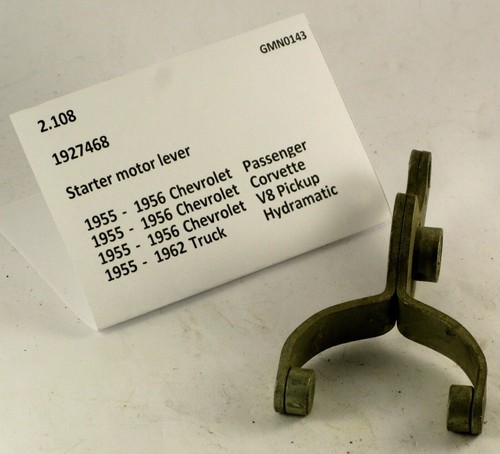 GMN0143
2.108
1927468
Starter motor lever
1955 - 1956 Chevrolet Passenger
1955 - 1956 Chevrolet Corvette
1955 - 1956 Chevrolet V8 Pickup
1955 - 1962 Truck Hydramatic